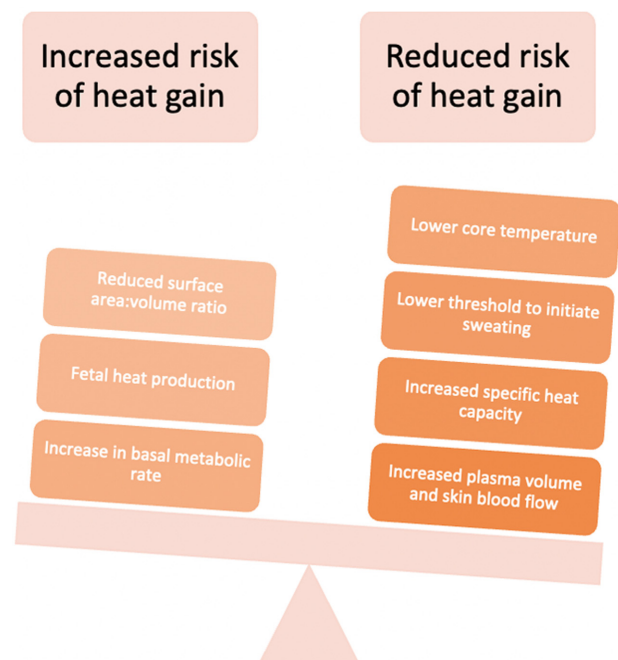 Increased risk
of heat gain
Reduced risk
of heat gain
Reduced surface
area:volume ratio
Fetal heat production
Increase in basal metabolic
rate
Lower core temperature
Lower threshold to initiate
sweating
Increased specific heat
capacity
Increased plasma volume
and skin blood flow